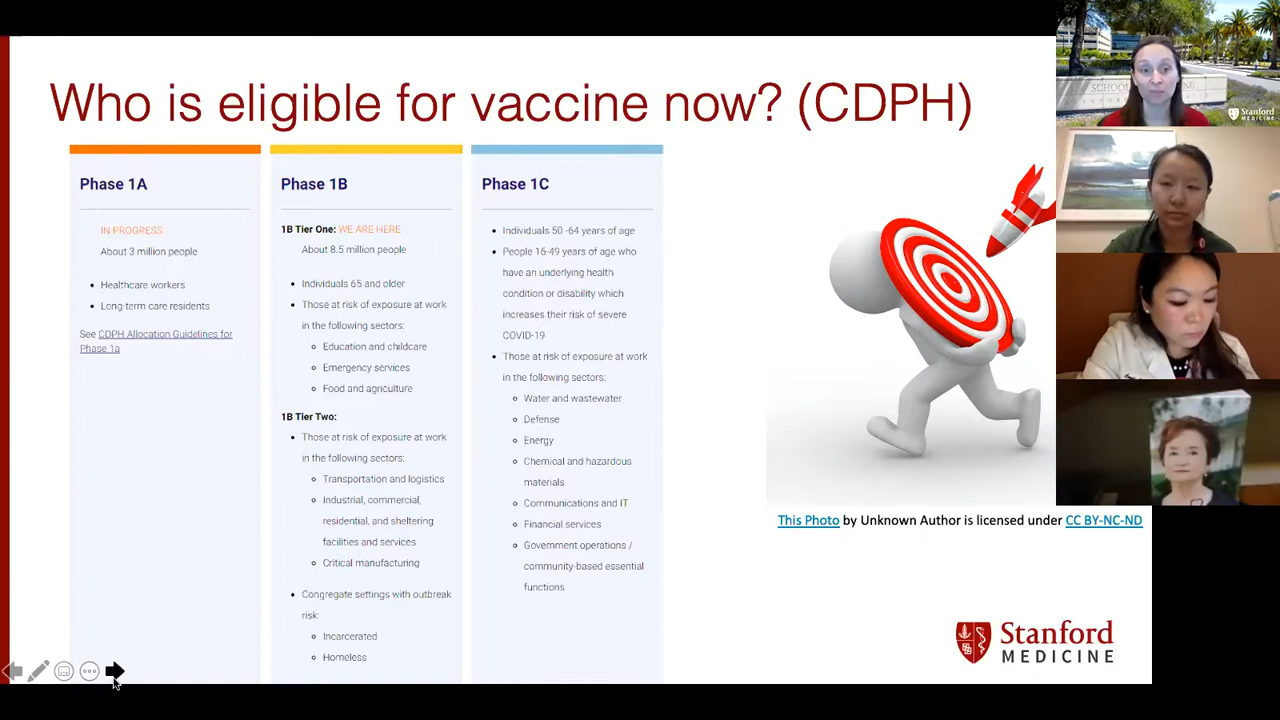 Who is eligible for vaccine now? (CDPH)
Phase 1A
IN PROGRESS
About 3 million people
Healthcare workers
Long-term care residents
See CDPH Allocation Guidelines for
Phase 1a
Phase 1B
1B Tier One: WE ARE HERE
About 8.5 million people
Individuals 65 and older
Those at risk of exposure at work
in the following sectors:
Education and childcare
Emergency services
Food and agriculture
1B Tier Two:
Those at risk of exposure at work
in the following sectors:
Transportation and logistics
Industrial, commercial,
residential, and sheltering
facilities and services
Critical manufacturing
Congregate settings with outbreak
risk:
Incarcerated
Homeless
Phase 1C
Individuals 50 -64 years of age
People 16-49 years of age who
have an underlying health
condition or disability which
increases their risk of severe
COVID-19
Those at risk of exposure at work
in the following sectors:
Water and wastewater
Defense
Energy
Chemical and hazardous
materials
Communications and IT
Financial services
Government operations /
community-based essential
functions
This Photo by Unknown Author is licensed under CC BY-NC-ND
Stanford
MEDICINE
Stanford
MEDICINE